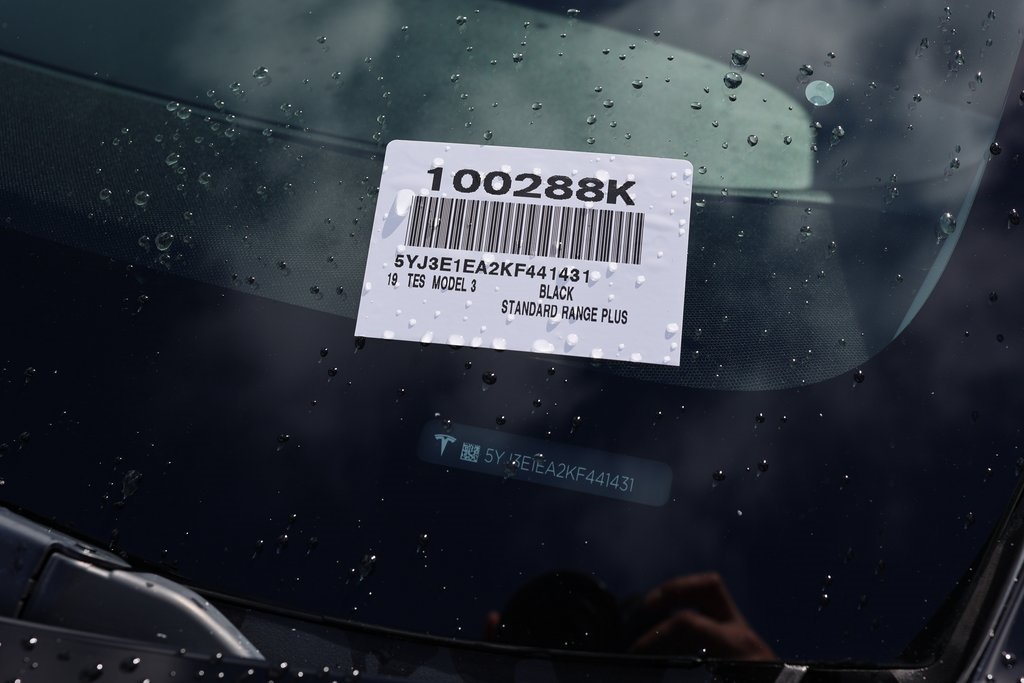 100288K
5YJ3E1EA2KF441431
19 TES MODEL 3 BLACK
STANDARD RANGE PLUS
5YJ3E1EA2KF441431